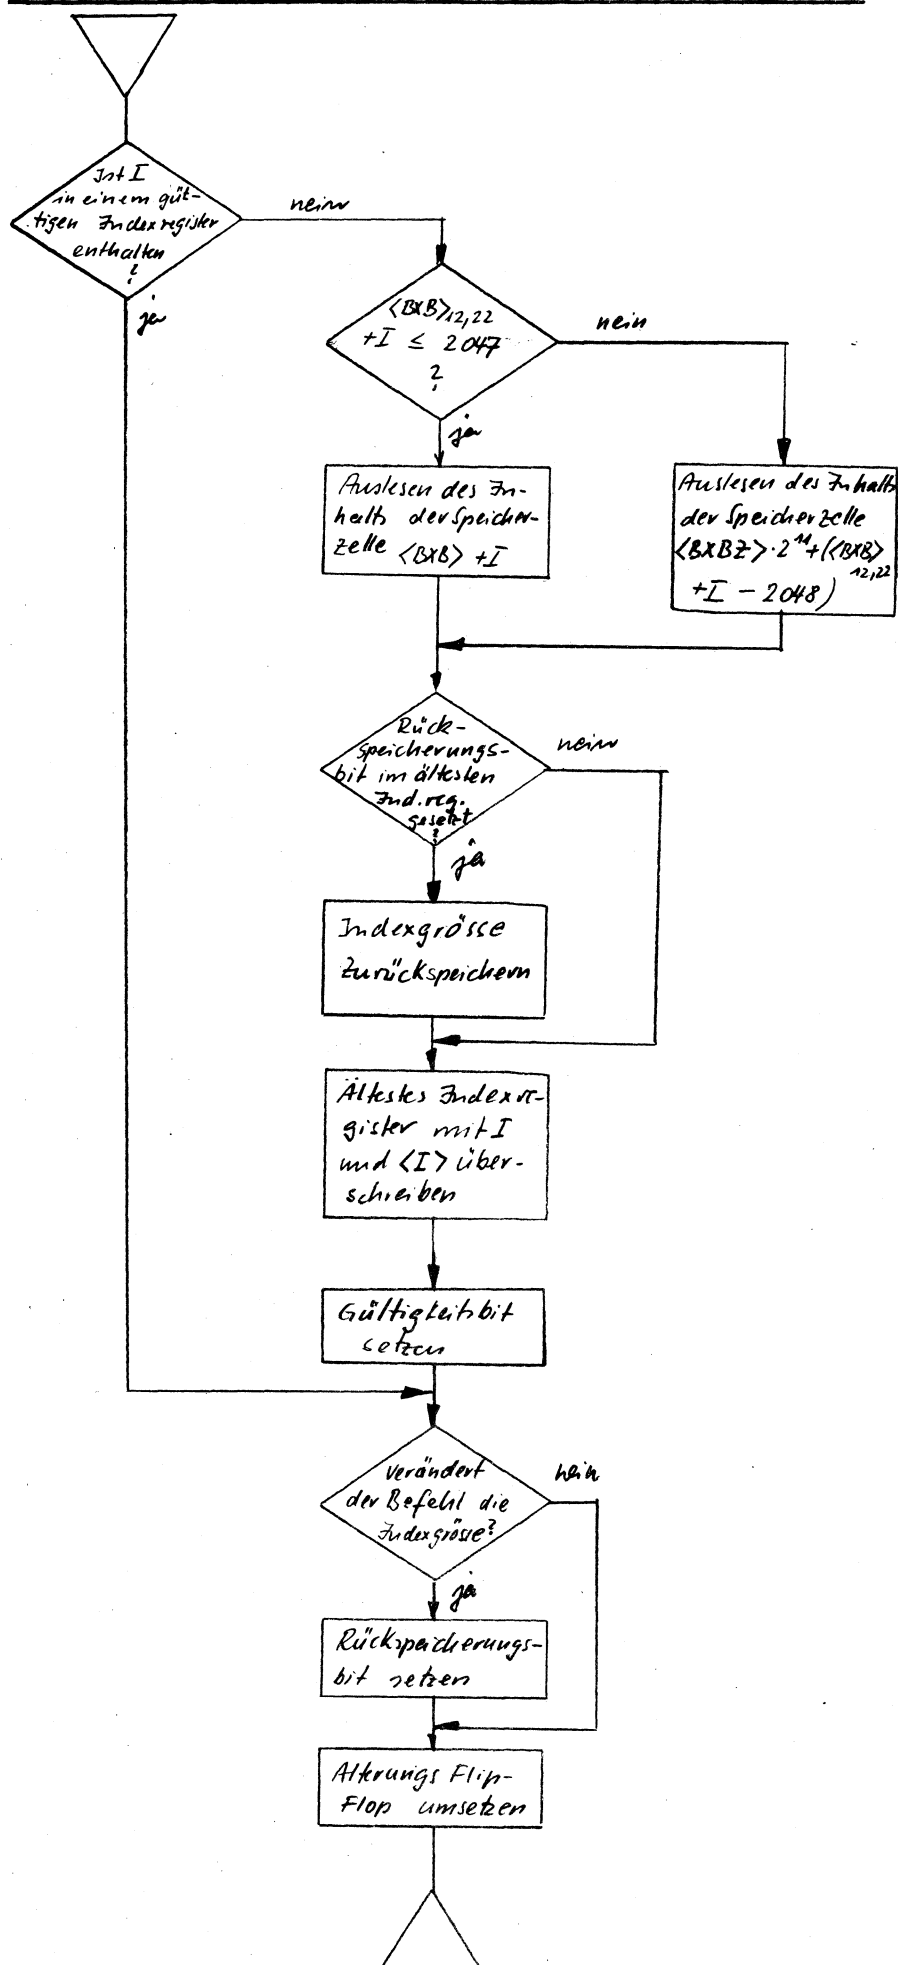 Ist I
in einem gül-
tigen Indexregister
enthalten
?
nein
ja
⟨BXB⟩12,22
+I ≤ 2047
?
nein
ja
Auslesen des In-
halts der Speicher-
zelle ⟨BXB⟩ +I
Auslesen des Inhalts
der Speicherzelle
⟨BXBZ⟩·2¹¹+(⟨BXB⟩12,22
+I − 2048)
Rück-
speicherungs-
bit im ältesten
Ind.reg.
gesetzt
?
nein
ja
Indexgrösse
Zurückspeichern
Ältestes Indexre-
gister mit I
und ⟨I⟩ über-
schreiben
Gültigkeitsbit
setzen
Verändert
der Befehl die
Indexgrösse?
nein
ja
Rückspeicherungs-
bit setzen
Alterungs Flip-
Flop umsetzen